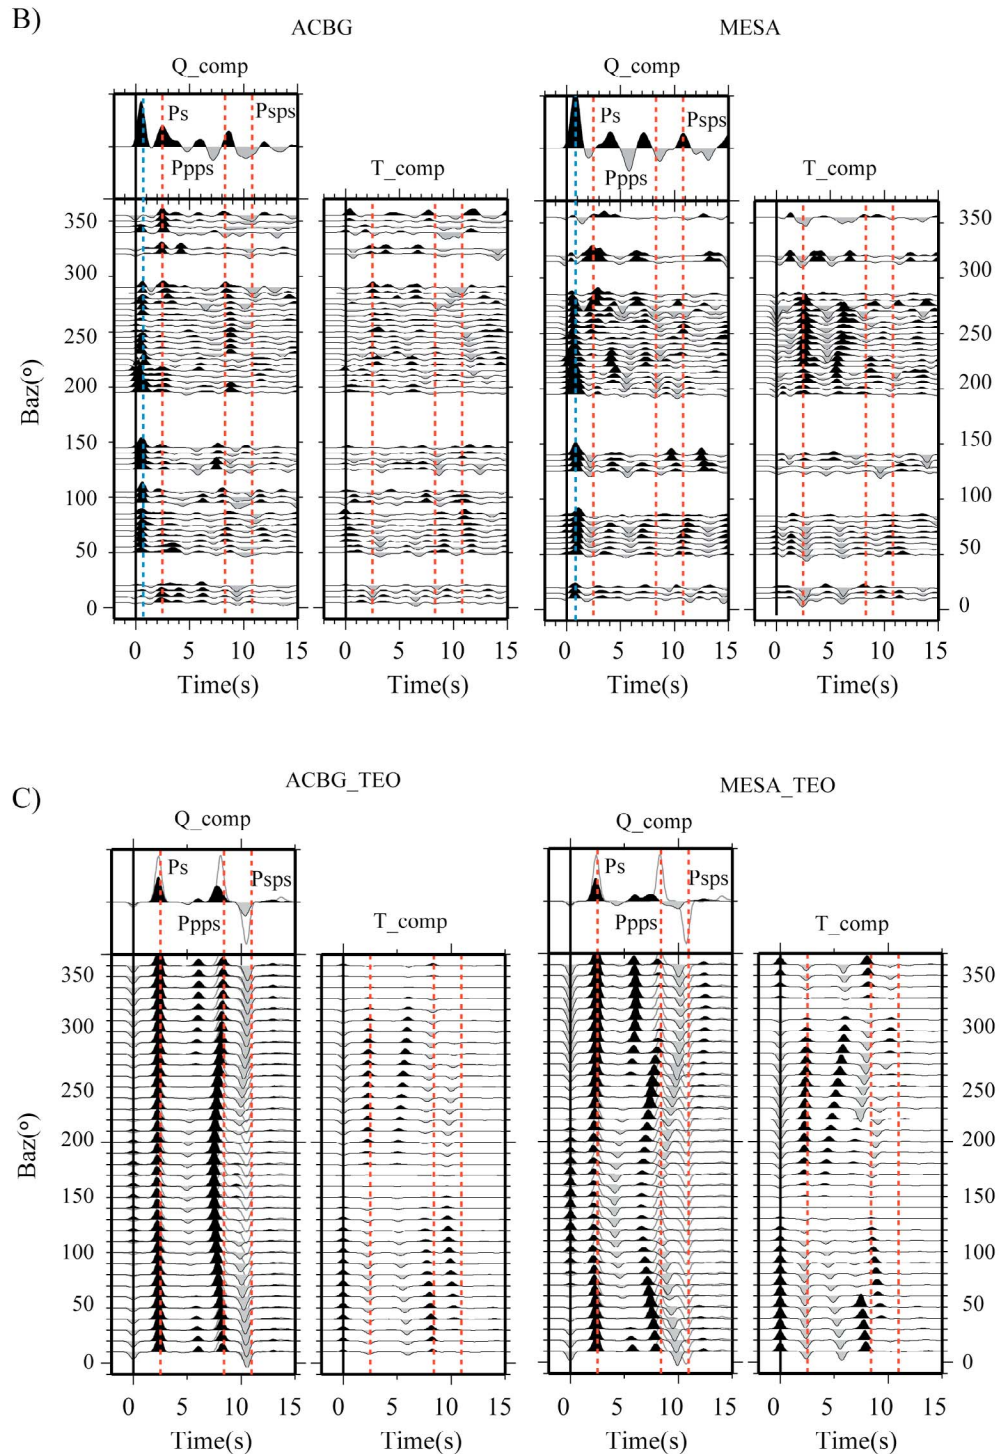 B)
ACBG MESA
Q_comp Q_comp
Ps Psps Ps Psps
Ppps Ppps
T_comp T_comp
350 350
300 300
250 250
200 200
150 150
100 100
50 50
0 0
Baz(º)
0 5 10 15 0 5 10 15 0 5 10 15 0 5 10 15
Time(s) Time(s) Time(s) Time(s)
C)
ACBG_TEO MESA_TEO
Q_comp Q_comp
Ps Psps Ps Psps
Ppps Ppps
T_comp T_comp
350 350
300 300
250 250
200 200
150 150
100 100
50 50
0 0
Baz(º)
0 5 10 15 0 5 10 15 0 5 10 15 0 5 10 15
Time(s) Time(s) Time(s) Time(s)